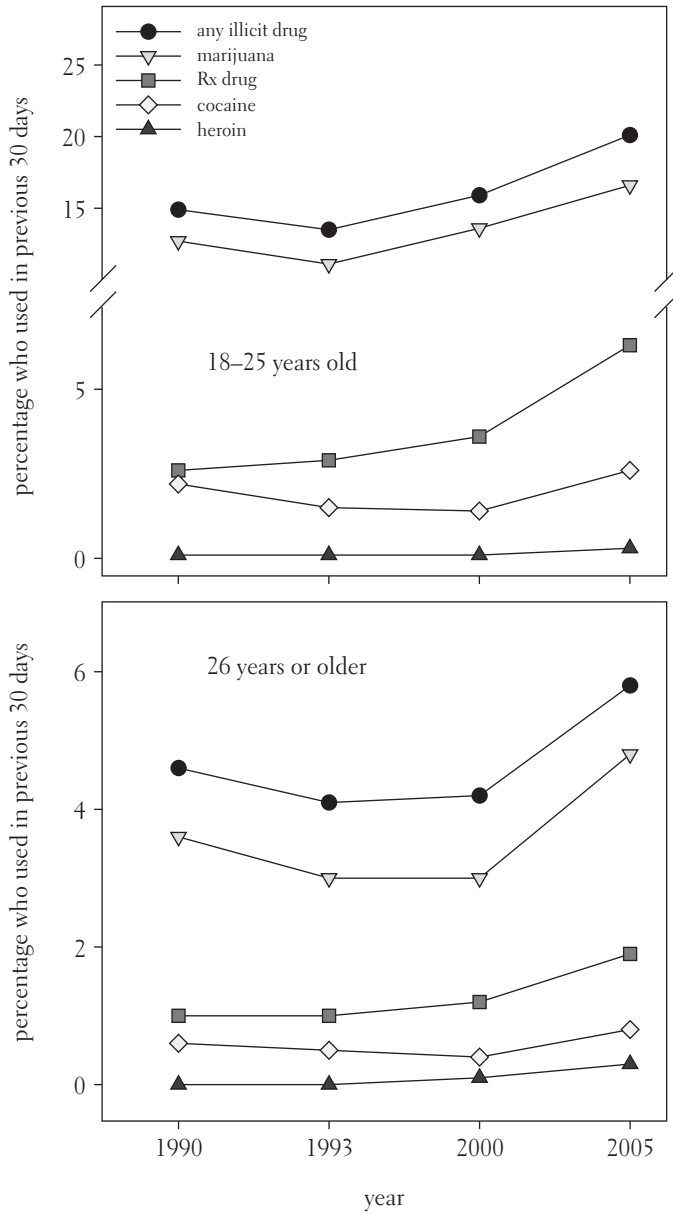 any illicit drug
marijuana
Rx drug
cocaine
heroin
25
20
15
5
0
percentage who used in previous 30 days
18–25 years old
6
4
2
0
percentage who used in previous 30 days
26 years or older
1990 1993 2000 2005
year